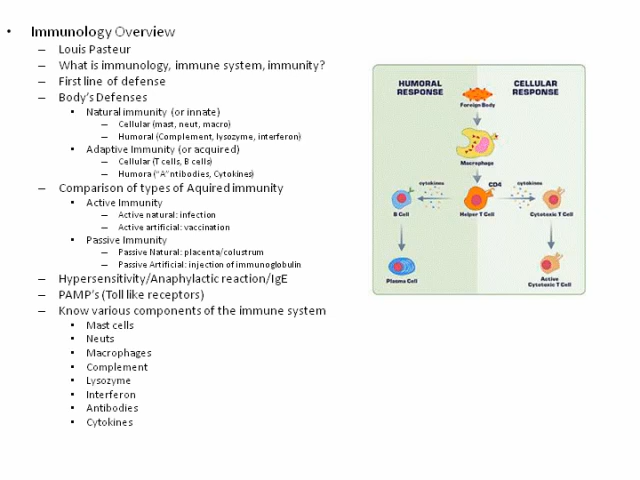 • Immunology Overview
– Louis Pasteur
– What is immunology, immune system, immunity?
– First line of defense
– Body's Defenses
• Natural immunity (or innate)
– Cellular (mast, neut, macro)
– Humoral (Complement, lysozyme, interferon)
• Adaptive Immunity (or acquired)
– Cellular (T cells, B cells)
– Humora ("A"ntibodies, Cytokines)
– Comparison of types of Aquired immunity
• Active Immunity
– Active natural: infection
– Active artificial: vaccination
• Passive Immunity
– Passive Natural: placenta/colustrum
– Passive Artificial: injection of immunoglobulin
– Hypersensitivity/Anaphylactic reaction/IgE
– PAMP's (Toll like receptors)
– Know various components of the immune system
• Mast cells
• Neuts
• Macrophages
• Complement
• Lysozyme
• Interferon
• Antibodies
• Cytokines
HUMORAL RESPONSE
CELLULAR RESPONSE
Foreign Body
Macrophage
cytokines
CD4
cytokines
B Cell
Helper T Cell
Cytotoxic T Cell
Plasma Cell
Active
Cytotoxic T Cell